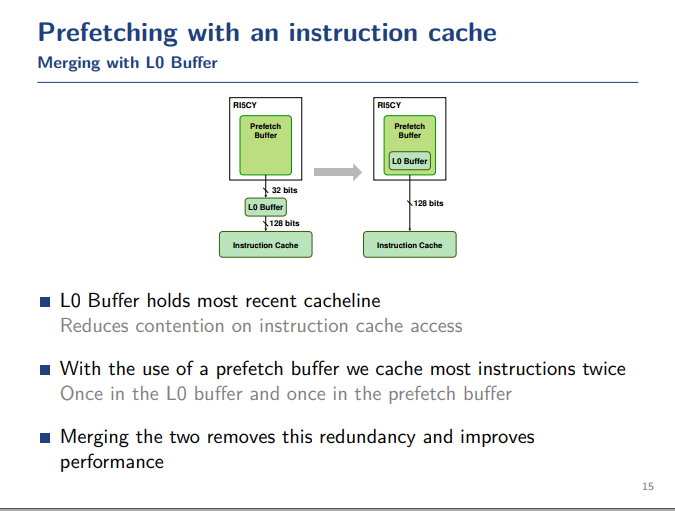 Prefetching with an instruction cache
Merging with L0 Buffer
RI5CY
Prefetch
Buffer
32 bits
L0 Buffer
128 bits
Instruction Cache
RI5CY
Prefetch
Buffer
L0 Buffer
128 bits
Instruction Cache
L0 Buffer holds most recent cacheline
Reduces contention on instruction cache access
With the use of a prefetch buffer we cache most instructions twice
Once in the L0 buffer and once in the prefetch buffer
Merging the two removes this redundancy and improves
performance
15